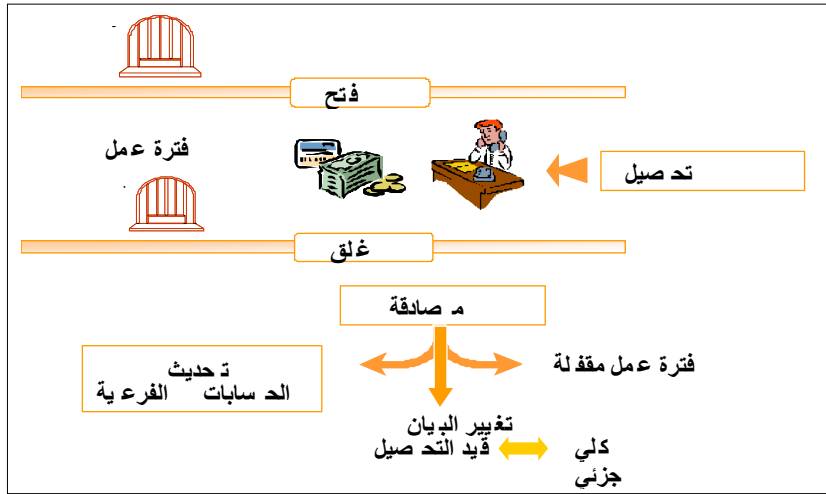 فتح
فترة عمل
تحصيل
غلق
مصادقة
فترة عمل مقفلة
تحديث
الحسابات الفرعية
تغيير البيان
قيد التحصيل
كلي
جزئي